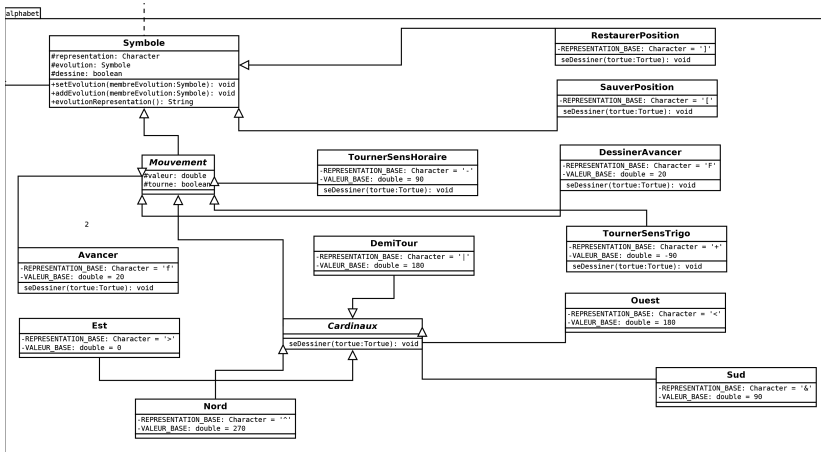 alphabet
Symbole
#representation: Character
#evolution: Symbole
#dessine: boolean
+setEvolution(membreEvolution:Symbole): void
+addEvolution(membreEvolution:Symbole): void
+evolutionRepresentation(): String
RestaurerPosition
-REPRESENTATION_BASE: Character = ']'
seDessiner(tortue:Tortue): void
SauverPosition
-REPRESENTATION_BASE: Character = '['
seDessiner(tortue:Tortue): void
Mouvement
#valeur: double
#tourne: boolean
TournerSensHoraire
-REPRESENTATION_BASE: Character = '-'
-VALEUR_BASE: double = 90
seDessiner(tortue:Tortue): void
DessinerAvancer
-REPRESENTATION_BASE: Character = 'F'
-VALEUR_BASE: double = 20
seDessiner(tortue:Tortue): void
2
Avancer
-REPRESENTATION_BASE: Character = 'f'
-VALEUR_BASE: double = 20
seDessiner(tortue:Tortue): void
DemiTour
-REPRESENTATION_BASE: Character = '|'
-VALEUR_BASE: double = 180
TournerSensTrigo
-REPRESENTATION_BASE: Character = '+'
-VALEUR_BASE: double = -90
seDessiner(tortue:Tortue): void
Est
-REPRESENTATION_BASE: Character = '>'
-VALEUR_BASE: double = 0
Cardinaux
seDessiner(tortue:Tortue): void
Ouest
-REPRESENTATION_BASE: Character = '<'
-VALEUR_BASE: double = 180
Nord
-REPRESENTATION_BASE: Character = '^'
-VALEUR_BASE: double = 270
Sud
-REPRESENTATION_BASE: Character = '&'
-VALEUR_BASE: double = 90